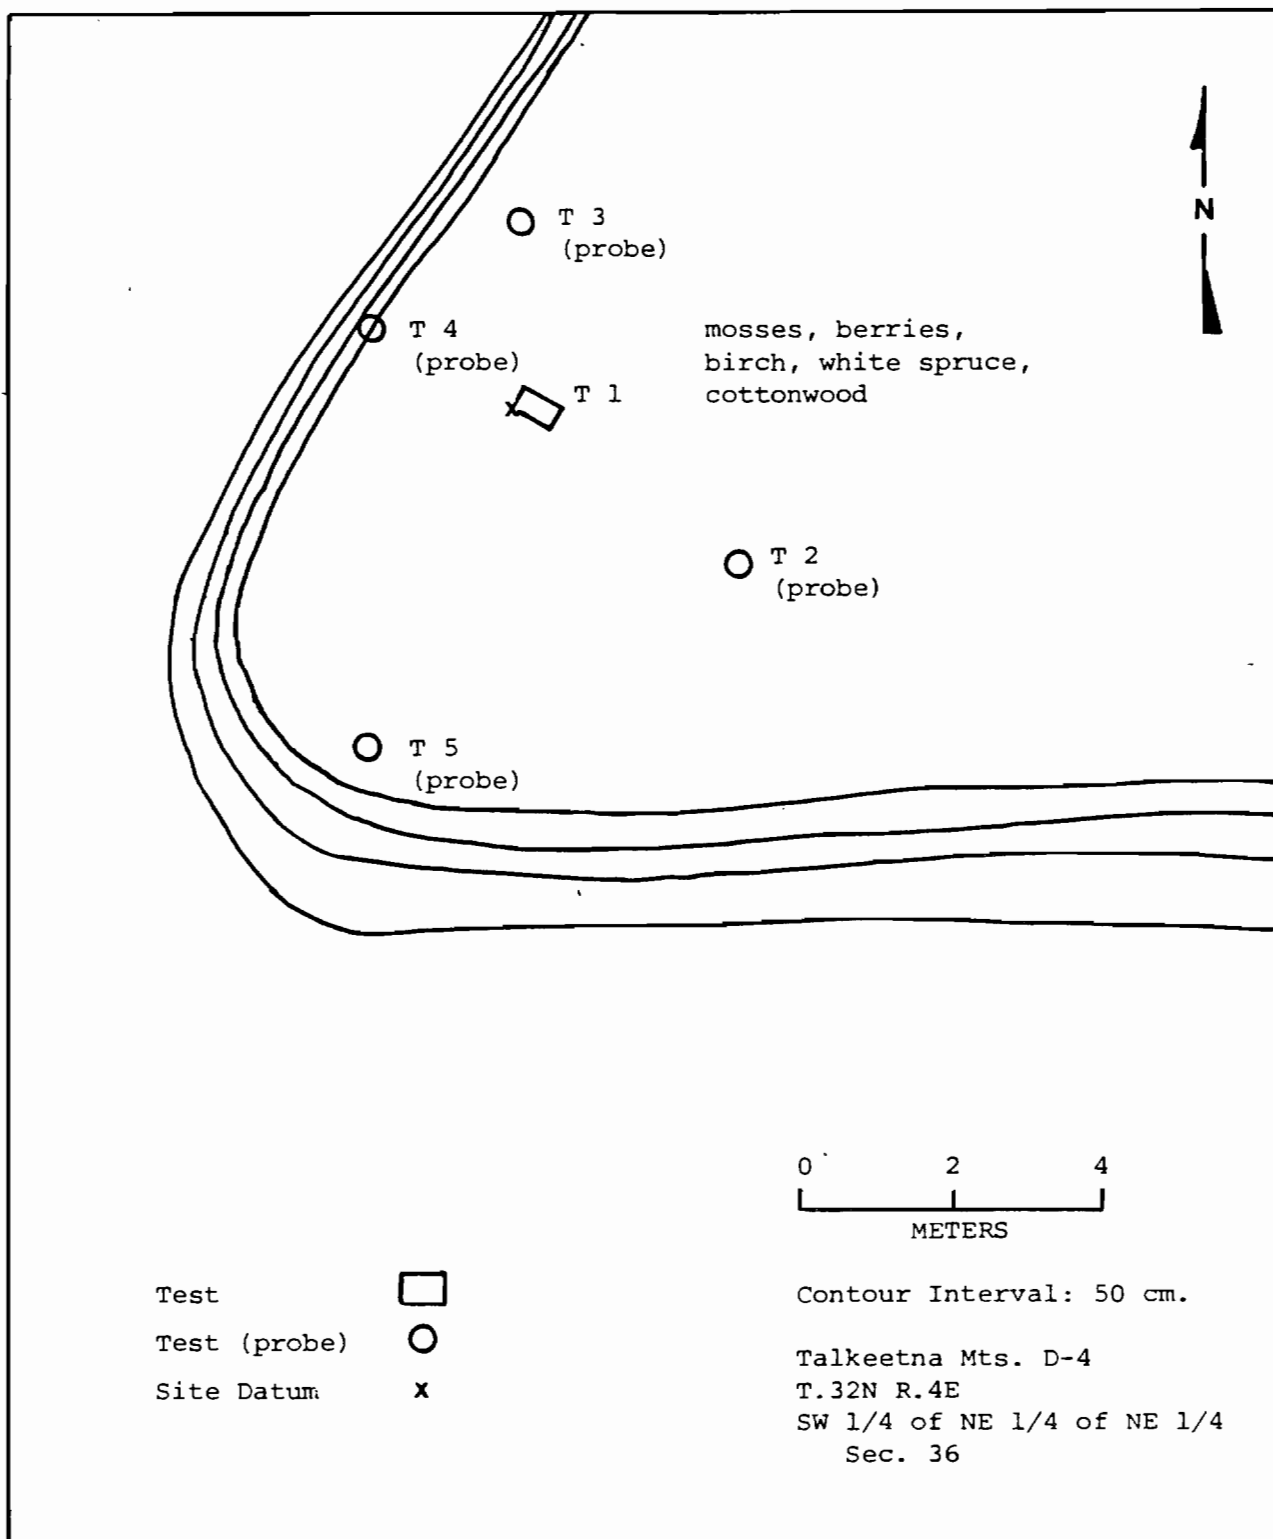 N
T 3
(probe)
T 4
(probe)
mosses, berries,
birch, white spruce,
cottonwood
x
T 1
T 2
(probe)
T 5
(probe)
0 2 4
METERS
Test
Test (probe)
Site Datum x
Contour Interval: 50 cm.
Talkeetna Mts. D-4
T.32N R.4E
SW 1/4 of NE 1/4 of NE 1/4
Sec. 36